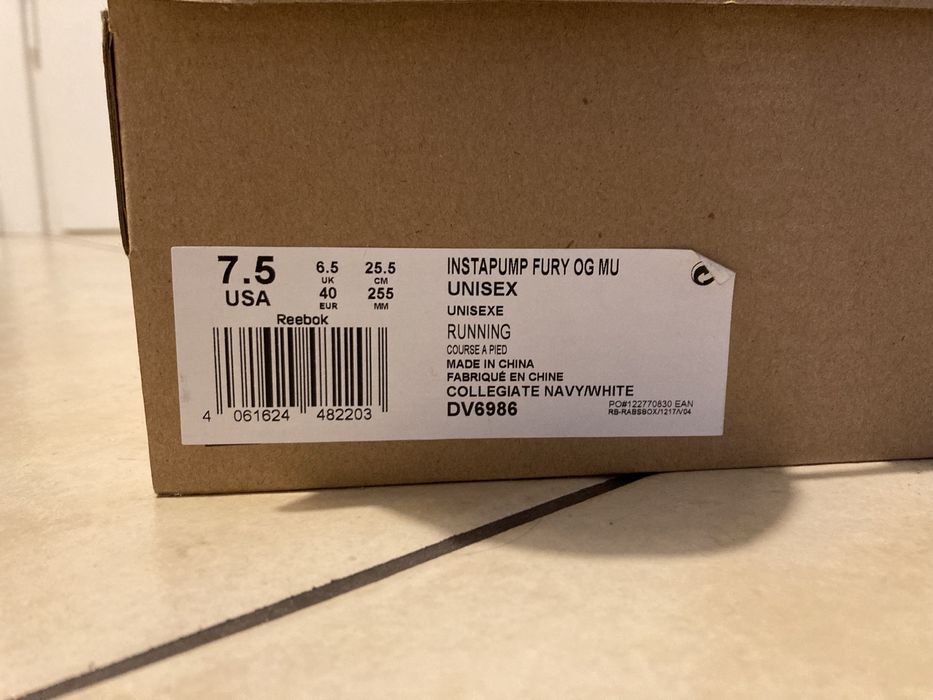 7.5
USA
6.5
UK
40
EUR
25.5
CM
255
MM
Reebok
4 061624 482203
INSTAPUMP FURY OG MU
UNISEX
UNISEXE
RUNNING
COURSE A PIED
MADE IN CHINA
FABRIQUÉ EN CHINE
COLLEGIATE NAVY/WHITE
DV6986
PO#122770830 EAN
RB-RABSBOX/1217/V04